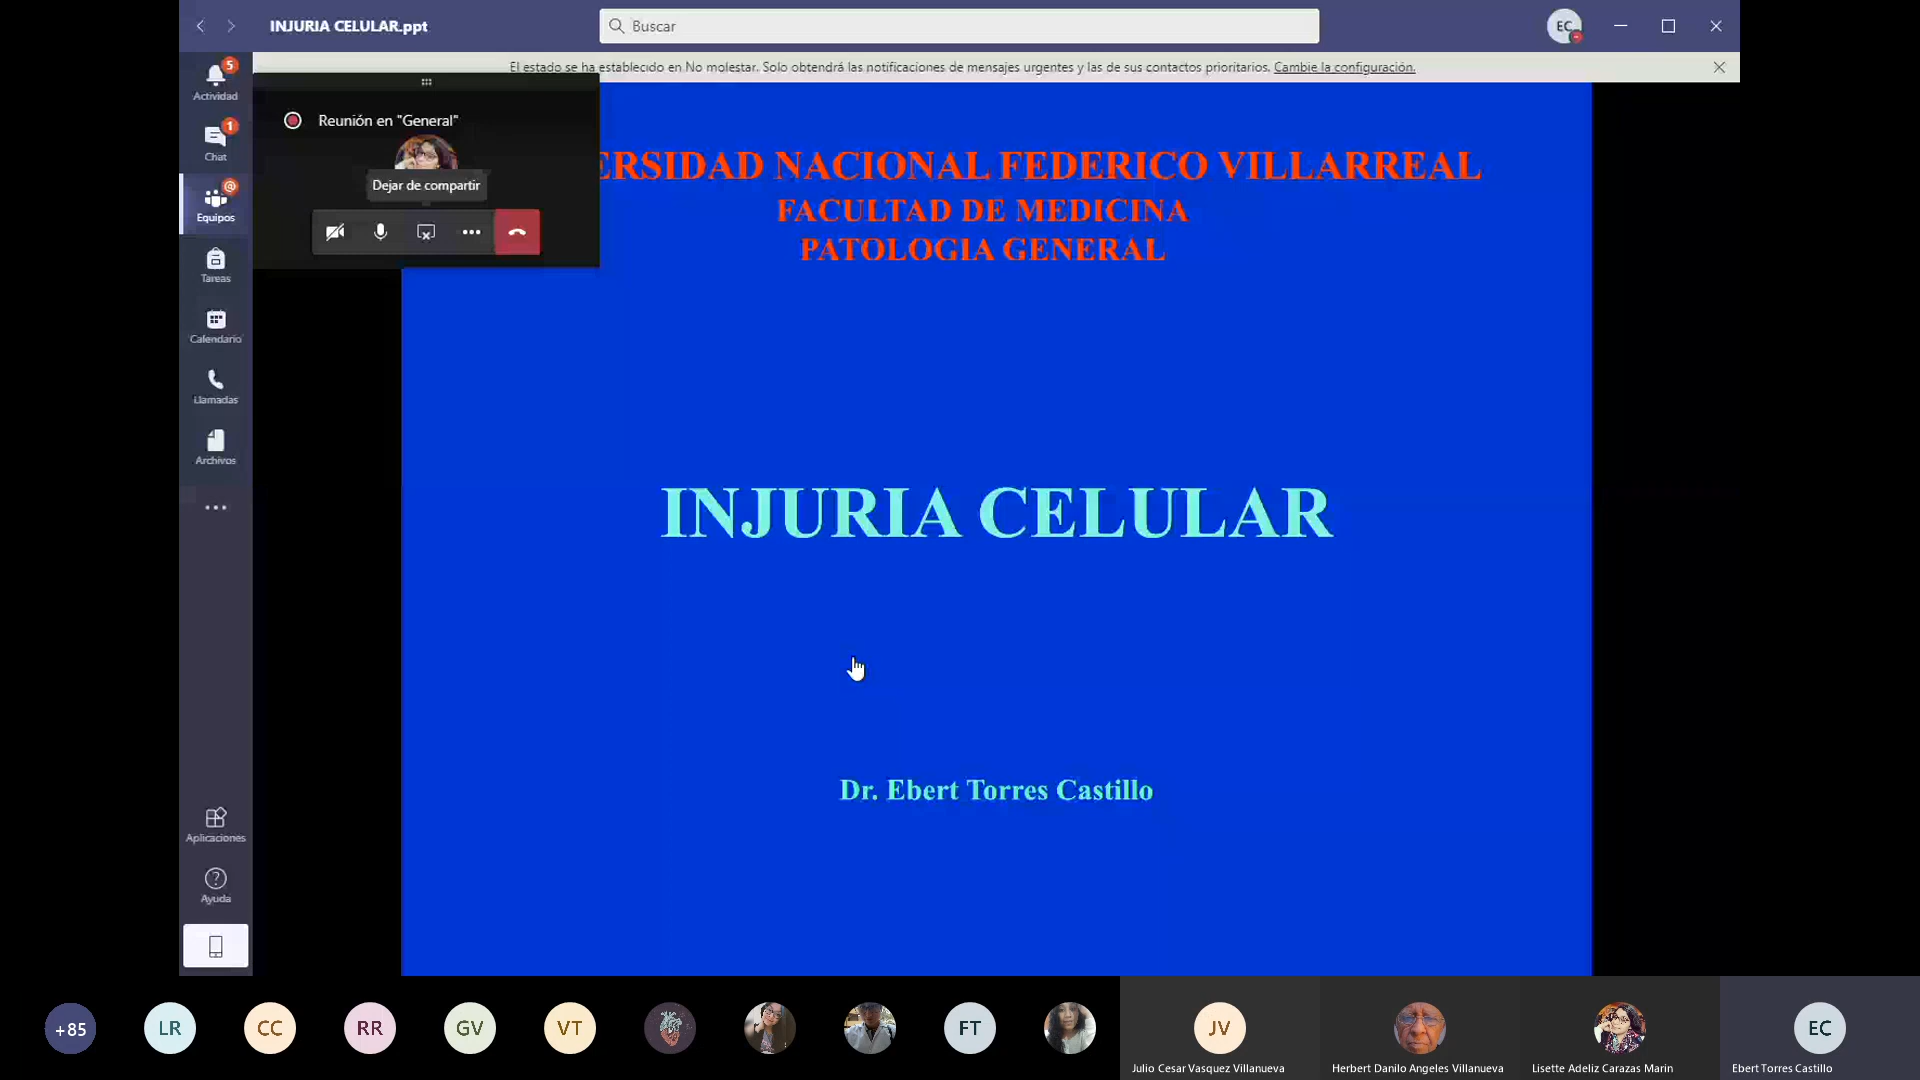 INJURIA CELULAR.ppt
Buscar
EC
El estado se ha establecido en No molestar. Solo obtendrá las notificaciones de mensajes urgentes y las de sus contactos prioritarios. Cambie la configuración.
5
Actividad
1
Chat
@
Equipos
Tareas
Calendario
Llamadas
Archivos
Aplicaciones
Ayuda
Reunión en "General"
Dejar de compartir
ERSIDAD NACIONAL FEDERICO VILLARREAL
FACULTAD DE MEDICINA
PATOLOGIA GENERAL
INJURIA CELULAR
Dr. Ebert Torres Castillo
+85
LR
CC
RR
GV
VT
FT
JV
EC
Julio Cesar Vasquez Villanueva
Herbert Danilo Angeles Villanueva
Lisette Adeliz Carazas Marin
Ebert Torres Castillo